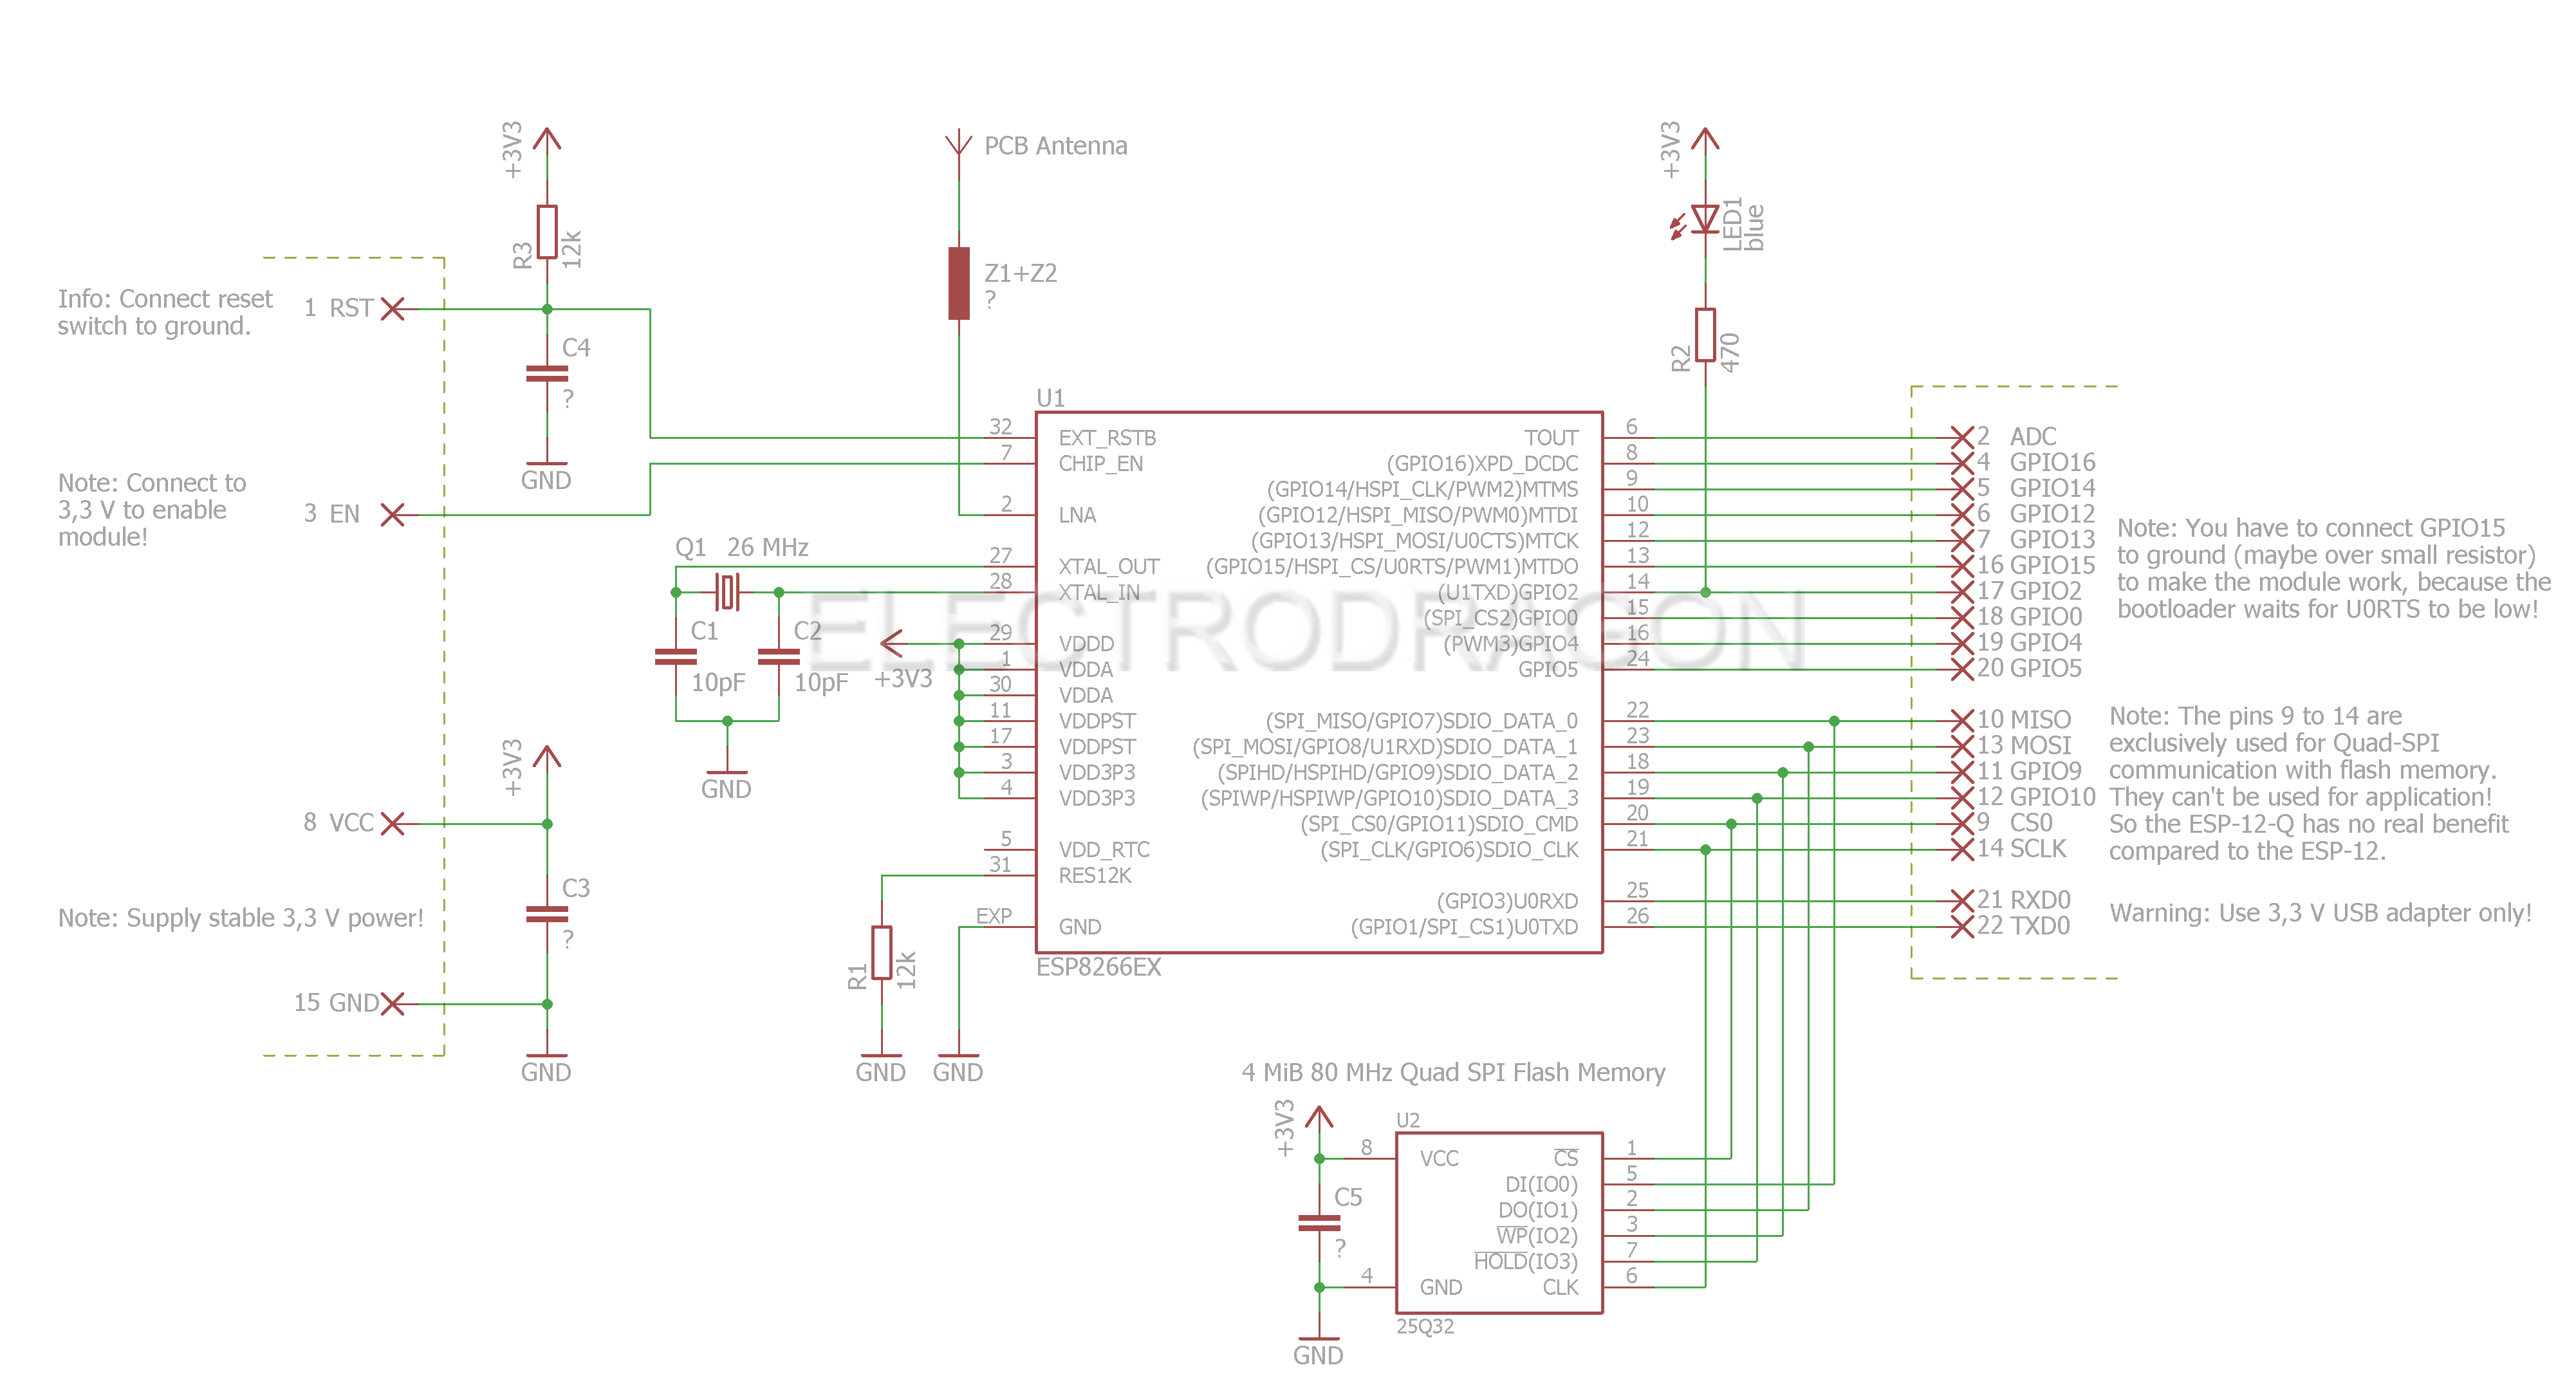 +3V3
R3
12k
Info: Connect reset
switch to ground.
1 RST
C4
?
GND
Note: Connect to
3,3 V to enable
module!
3 EN
+3V3
8 VCC
C3
?
Note: Supply stable 3,3 V power!
15 GND
GND
PCB Antenna
Z1+Z2
?
Q1 26 MHz
C1
10pF
C2
10pF
GND
+3V3
R1
12k
GND
GND
U1
32 EXT_RSTB
7 CHIP_EN
2 LNA
27 XTAL_OUT
28 XTAL_IN
29 VDDD
1 VDDA
30 VDDA
11 VDDPST
17 VDDPST
3 VDD3P3
4 VDD3P3
5 VDD_RTC
31 RES12K
EXP GND
ESP8266EX
TOUT 6
(GPIO16)XPD_DCDC 8
(GPIO14/HSPI_CLK/PWM2)MTMS 9
(GPIO12/HSPI_MISO/PWM0)MTDI 10
(GPIO13/HSPI_MOSI/U0CTS)MTCK 12
(GPIO15/HSPI_CS/U0RTS/PWM1)MTDO 13
(U1TXD)GPIO2 14
(SPI_CS2)GPIO0 15
(PWM3)GPIO4 16
GPIO5 24
(SPI_MISO/GPIO7)SDIO_DATA_0 22
(SPI_MOSI/GPIO8/U1RXD)SDIO_DATA_1 23
(SPIHD/HSPIHD/GPIO9)SDIO_DATA_2 18
(SPIWP/HSPIWP/GPIO10)SDIO_DATA_3 19
(SPI_CS0/GPIO11)SDIO_CMD 20
(SPI_CLK/GPIO6)SDIO_CLK 21
(GPIO3)U0RXD 25
(GPIO1/SPI_CS1)U0TXD 26
ELECTRODRAGON
+3V3
LED1
blue
R2
470
2 ADC
4 GPIO16
5 GPIO14
6 GPIO12
7 GPIO13
16 GPIO15
17 GPIO2
18 GPIO0
19 GPIO4
20 GPIO5
10 MISO
13 MOSI
11 GPIO9
12 GPIO10
9 CS0
14 SCLK
21 RXD0
22 TXD0
Note: You have to connect GPIO15
to ground (maybe over small resistor)
to make the module work, because the
bootloader waits for U0RTS to be low!
Note: The pins 9 to 14 are
exclusively used for Quad-SPI
communication with flash memory.
They can't be used for application!
So the ESP-12-Q has no real benefit
compared to the ESP-12.
Warning: Use 3,3 V USB adapter only!
4 MiB 80 MHz Quad SPI Flash Memory
+3V3
C5
?
GND
U2
8 VCC
4 GND
CS 1
DI(IO0) 5
DO(IO1) 2
WP(IO2) 3
HOLD(IO3) 7
CLK 6
25Q32